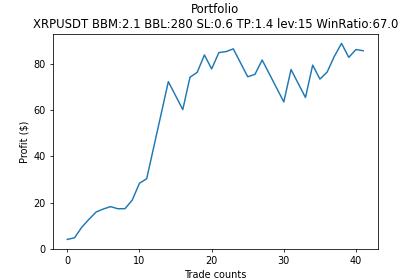 Portfolio
XRPUSDT BBM:2.1 BBL:280 SL:0.6 TP:1.4 lev:15 WinRatio:67.0
80
60
40
20
0
Profit ($)
0 10 20 30 40
Trade counts